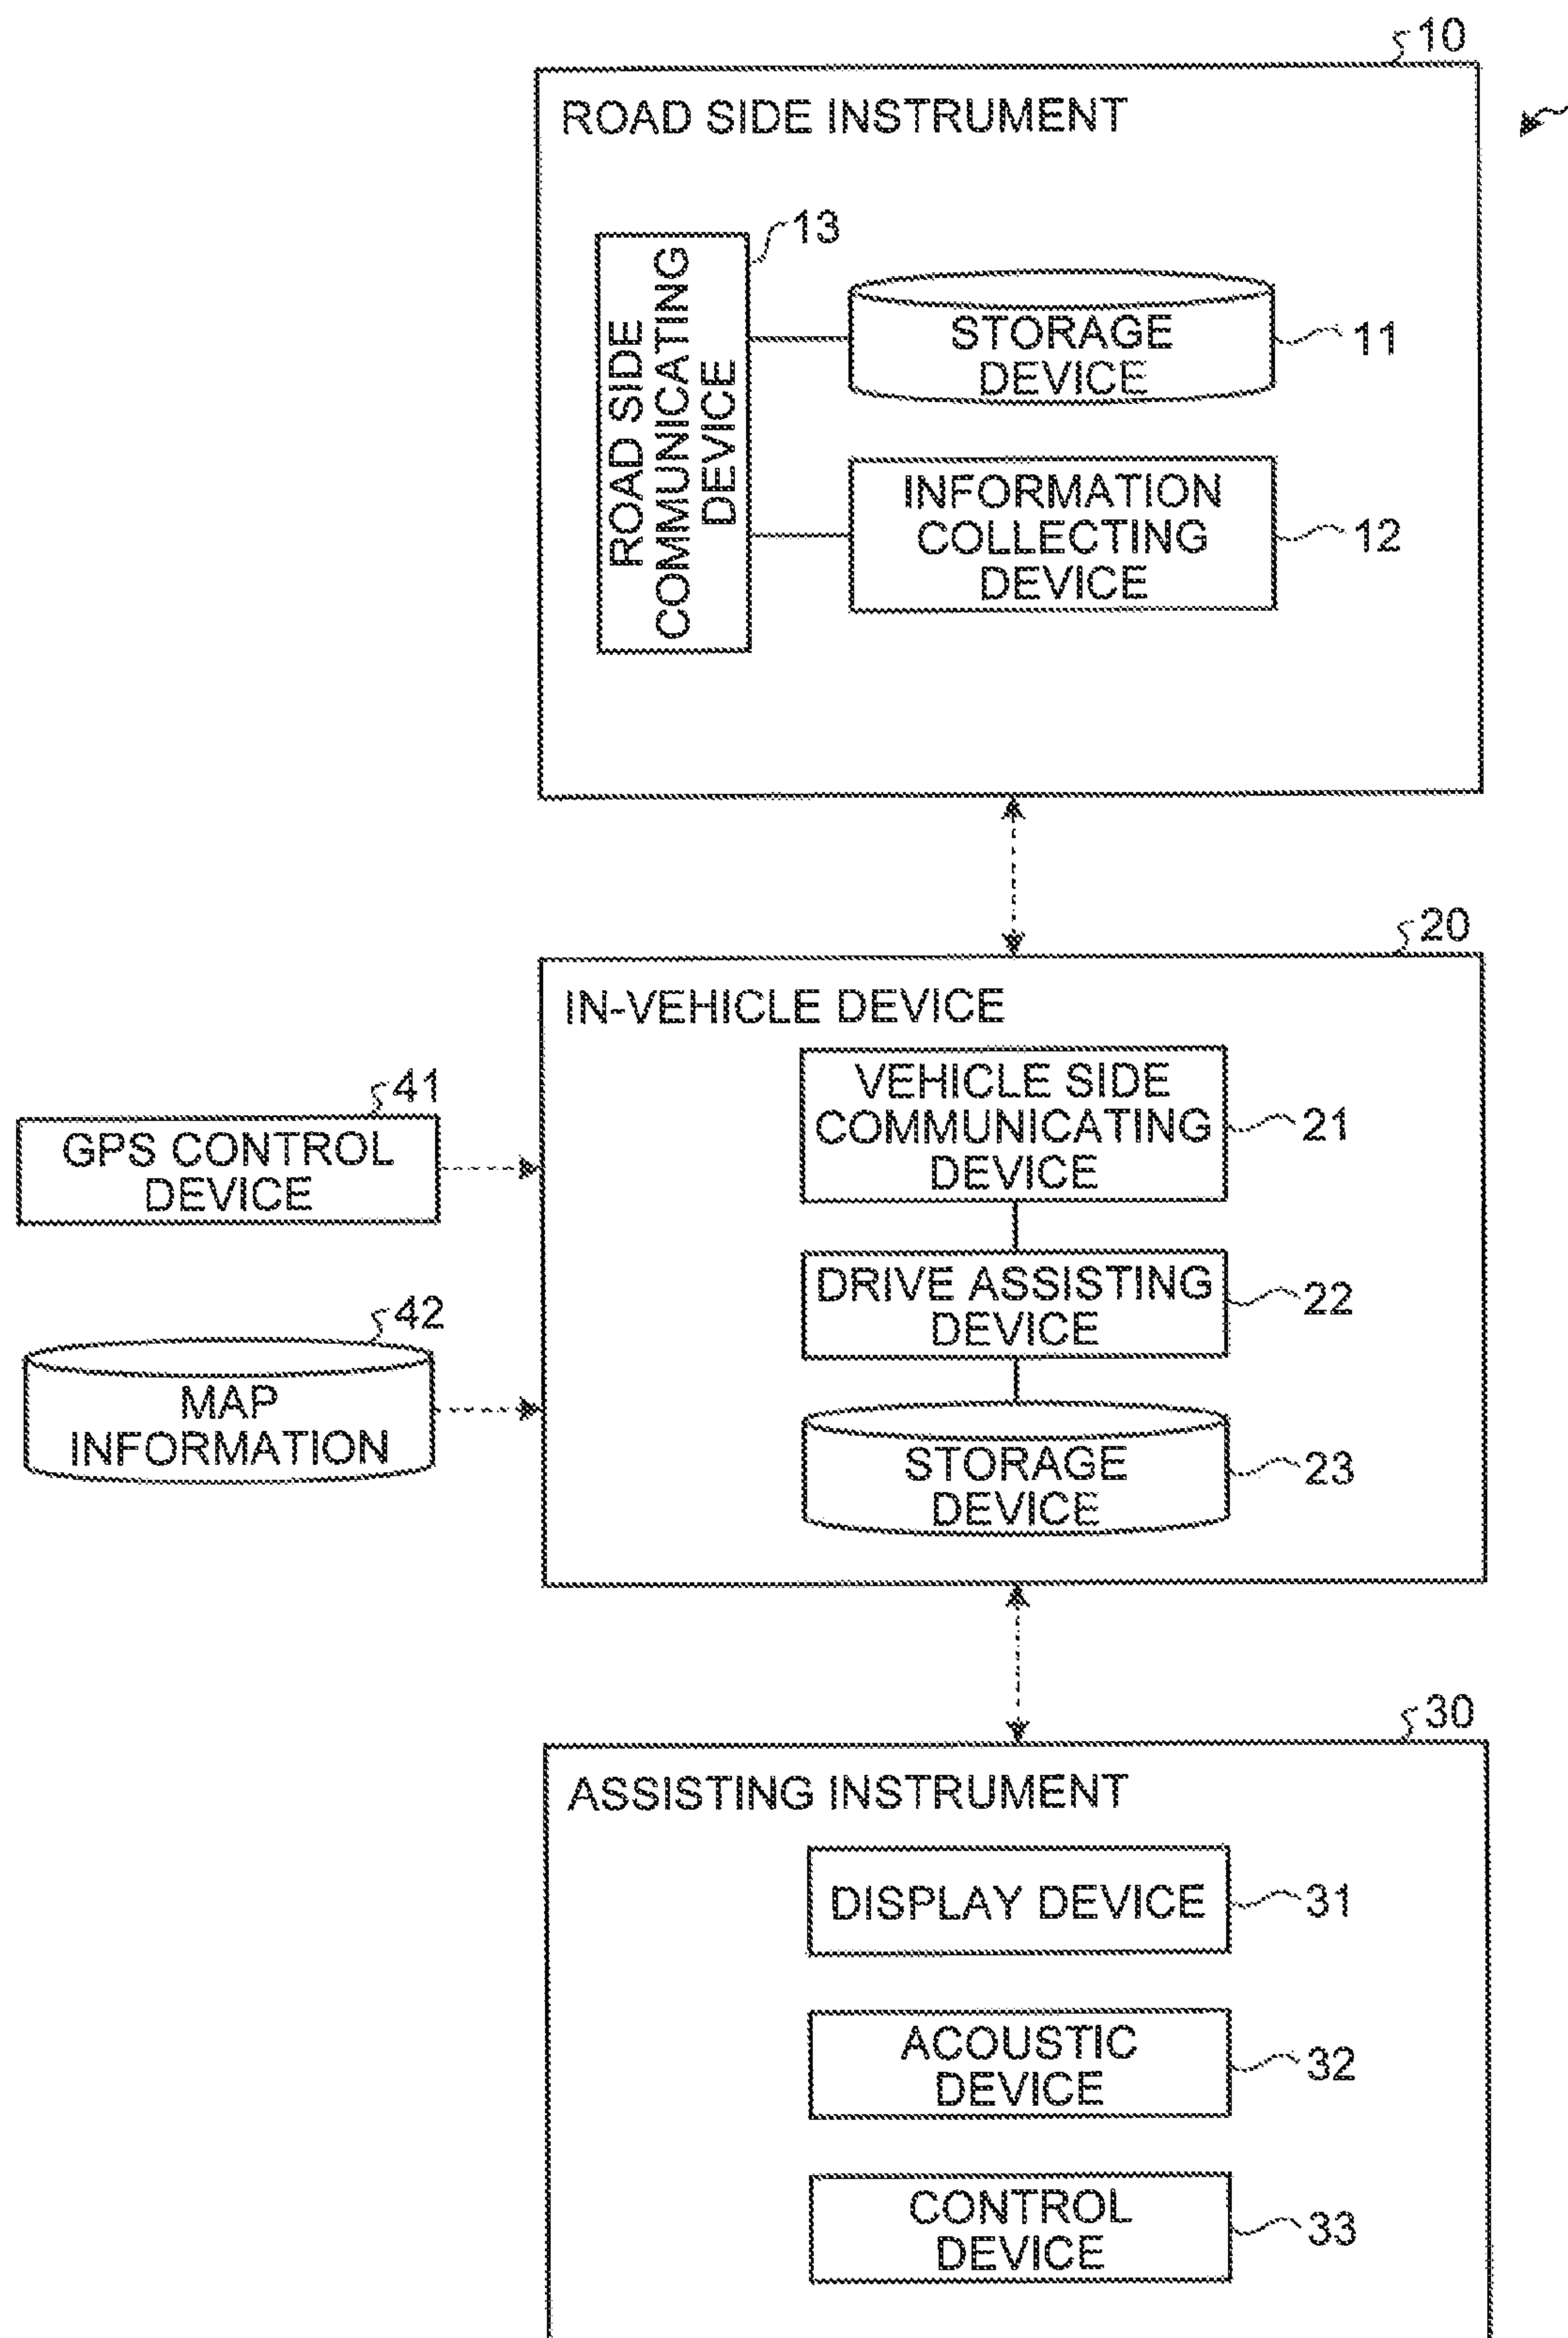 10
ROAD SIDE INSTRUMENT
13
ROAD SIDE
COMMUNICATING
DEVICE
STORAGE
DEVICE
11
INFORMATION
COLLECTING
DEVICE
12
20
IN-VEHICLE DEVICE
VEHICLE SIDE
COMMUNICATING
DEVICE
21
41
GPS CONTROL
DEVICE
DRIVE ASSISTING
DEVICE
22
42
MAP
INFORMATION
STORAGE
DEVICE
23
30
ASSISTING INSTRUMENT
DISPLAY DEVICE
31
ACOUSTIC
DEVICE
32
CONTROL
DEVICE
33